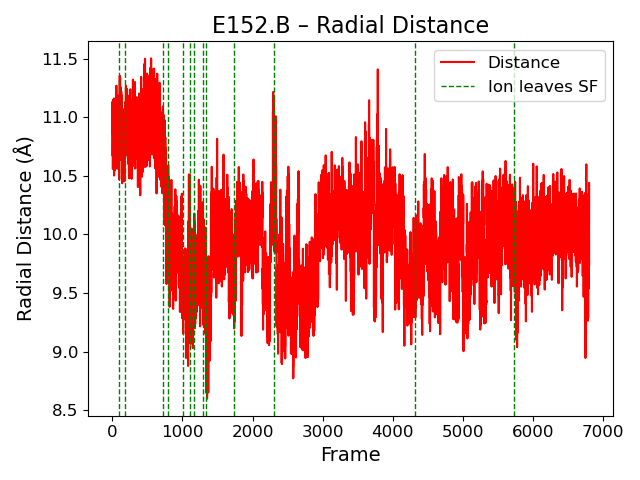 E152.B – Radial Distance
Distance
Ion leaves SF
Radial Distance (Å)
11.5
11.0
10.5
10.0
9.5
9.0
8.5
0 1000 2000 3000 4000 5000 6000 7000
Frame